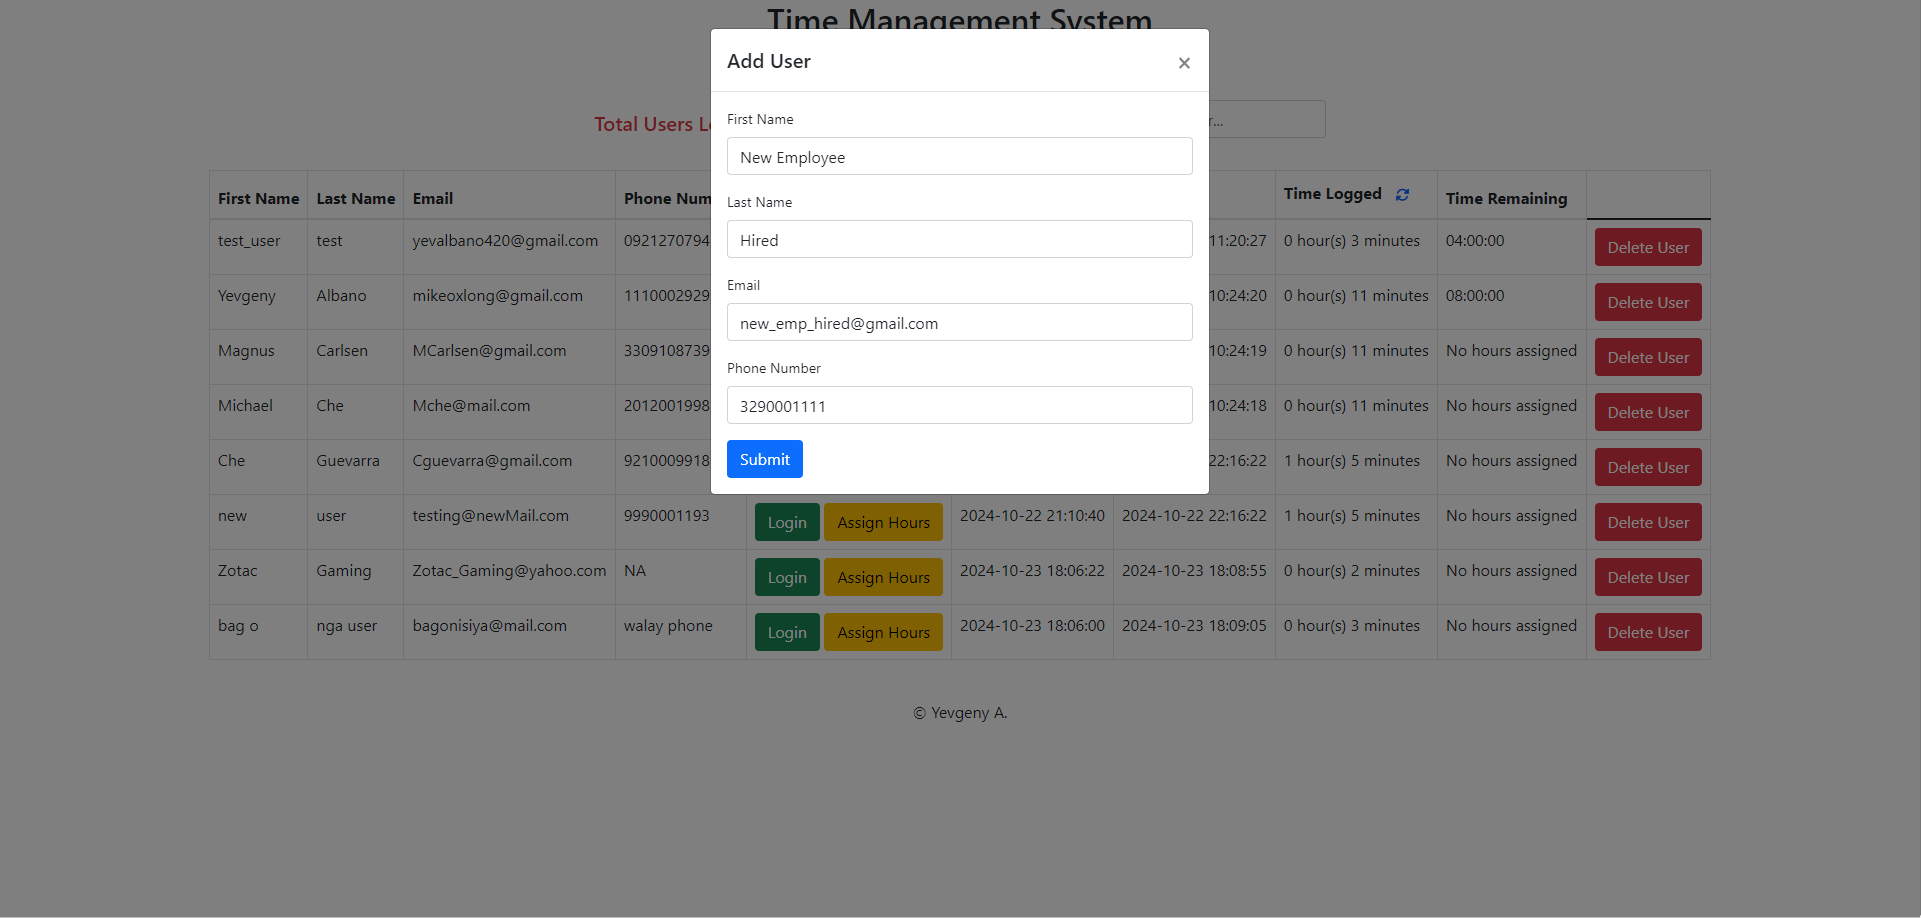 Time Management System
Add User ×
First Name
New Employee
Last Name
Hired
Email
new_emp_hired@gmail.com
Phone Number
3290001111
Submit
Total Users
First Name Last Name Email Phone Time Logged Time Remaining
test_user test yevalbano420@gmail.com 0921270794 11:20:27 0 hour(s) 3 minutes 04:00:00 Delete User
Yevgeny Albano mikeoxlong@gmail.com 1110002929 10:24:20 0 hour(s) 11 minutes 08:00:00 Delete User
Magnus Carlsen MCarlsen@gmail.com 3309108739 10:24:19 0 hour(s) 11 minutes No hours assigned Delete User
Michael Che Mche@mail.com 2012001998 10:24:18 0 hour(s) 11 minutes No hours assigned Delete User
Che Guevarra Cguevarra@gmail.com 9210009918 22:16:22 1 hour(s) 5 minutes No hours assigned Delete User
new user testing@newMail.com 9990001193 Login Assign Hours 2024-10-22 21:10:40 2024-10-22 22:16:22 1 hour(s) 5 minutes No hours assigned Delete User
Zotac Gaming Zotac_Gaming@yahoo.com NA Login Assign Hours 2024-10-23 18:06:22 2024-10-23 18:08:55 0 hour(s) 2 minutes No hours assigned Delete User
bag o nga user bagonisiya@mail.com walay phone Login Assign Hours 2024-10-23 18:06:00 2024-10-23 18:09:05 0 hour(s) 3 minutes No hours assigned Delete User
© Yevgeny A.